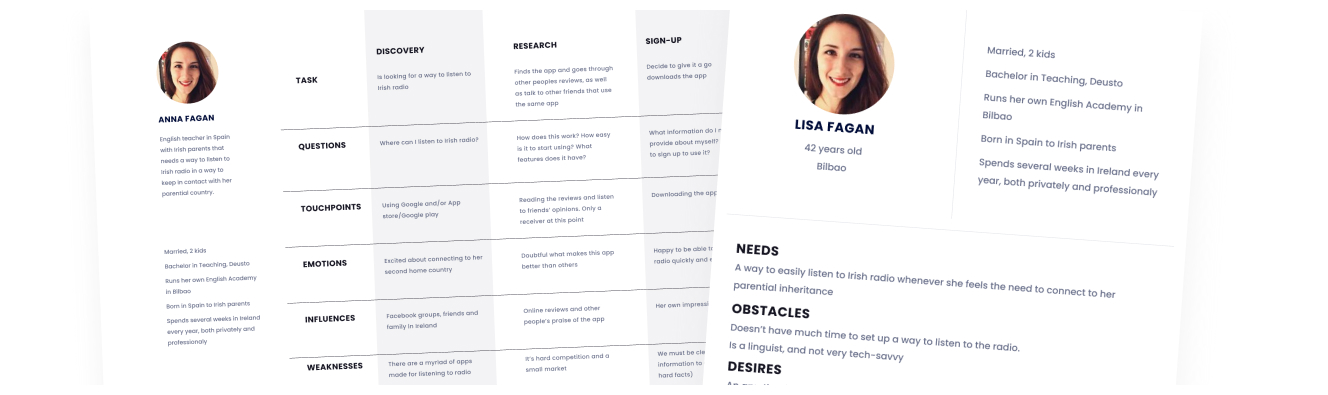 ANNA FAGAN
English teacher in Spain
with Irish parents that
needs a way to listen to
Irish radio in a way to
keep in contact with her
parental country.
Married, 2 kids
Bachelor in Teaching, Deusto
Runs her own English Academy
in Bilbao
Born in Spain to Irish parents
Spends several weeks in Ireland
every year, both privately and
professionaly
DISCOVERY
RESEARCH
SIGN-UP
TASK
Is looking for a way to listen to
Irish radio
Finds the app and goes through
other peoples reviews, as well
as talk to other friends that use
the same app
Decide to give it a go
downloads the app
QUESTIONS
Where can I listen to Irish radio?
How does this work? How easy
is it to start using? What
features does it have?
What information do I
provide about myself?
to sign up to use it?
TOUCHPOINTS
Using Google and/or App
store/Google play
Reading the reviews and listen
to friends' opinions. Only a
receiver at this point
Downloading the app
EMOTIONS
Excited about connecting to her
second home country
Doubtful what makes this app
better than others
Happy to be able
radio quickly and
INFLUENCES
Facebook groups, friends and
family in Ireland
Online reviews and other
people's praise of the app
Her own
WEAKNESSES
There are a myriad of apps
made for listening to radio
It's hard competition and a
small market
We must be
information to
hard facts)
LISA FAGAN
42 years old
Bilbao
Married, 2 kids
Bachelor in Teaching, Deusto
Runs her own English Academy in
Bilbao
Born in Spain to Irish parents
Spends several weeks in Ireland every
year, both privately and professionaly
NEEDS
A way to easily listen to Irish radio whenever she feels the need to connect to her
parental inheritance
OBSTACLES
Doesn't have much time to set up a way to listen to the radio.
Is a linguist, and not very tech-savvy
DESIRES